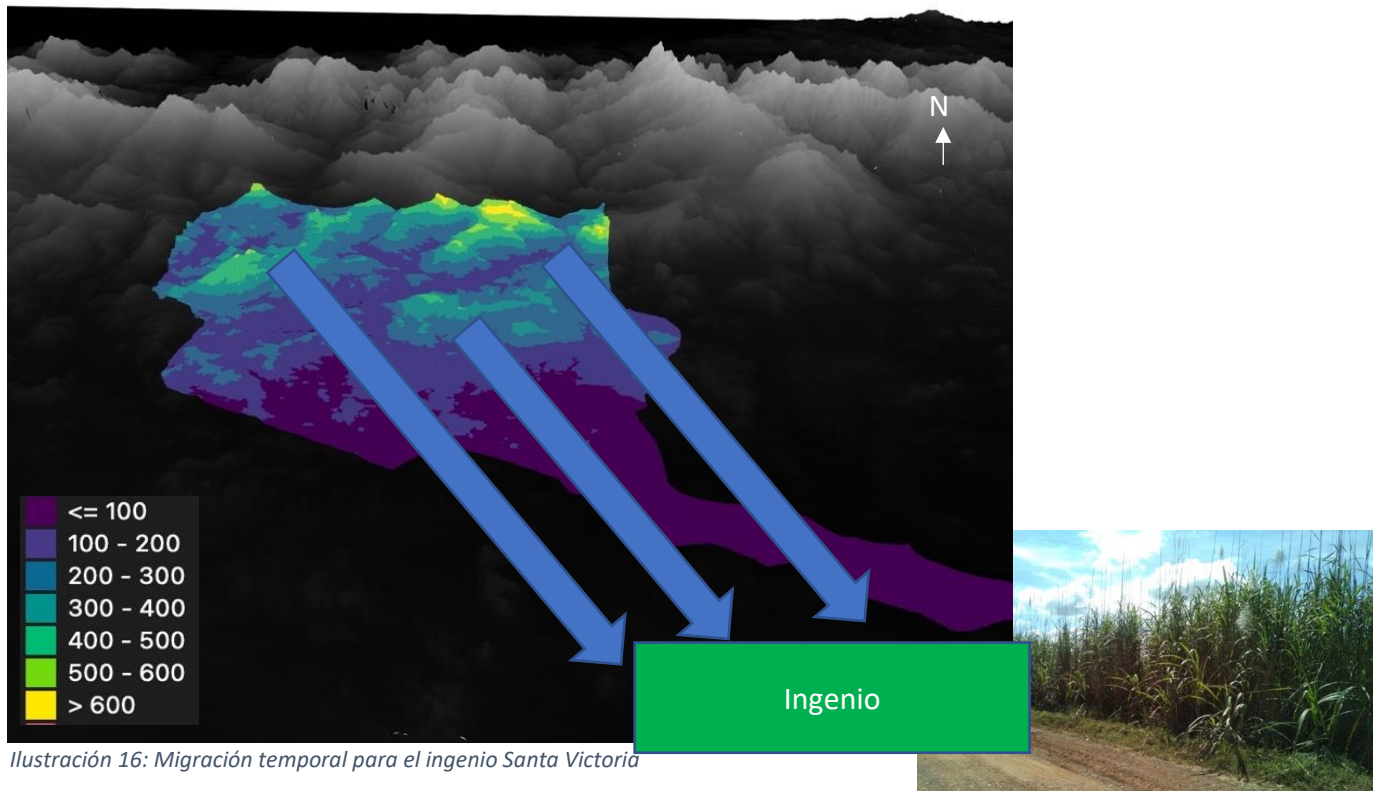 N
<= 100
100 - 200
200 - 300
300 - 400
400 - 500
500 - 600
> 600
Ingenio
Ilustración 16: Migración temporal para el ingenio Santa Victoria